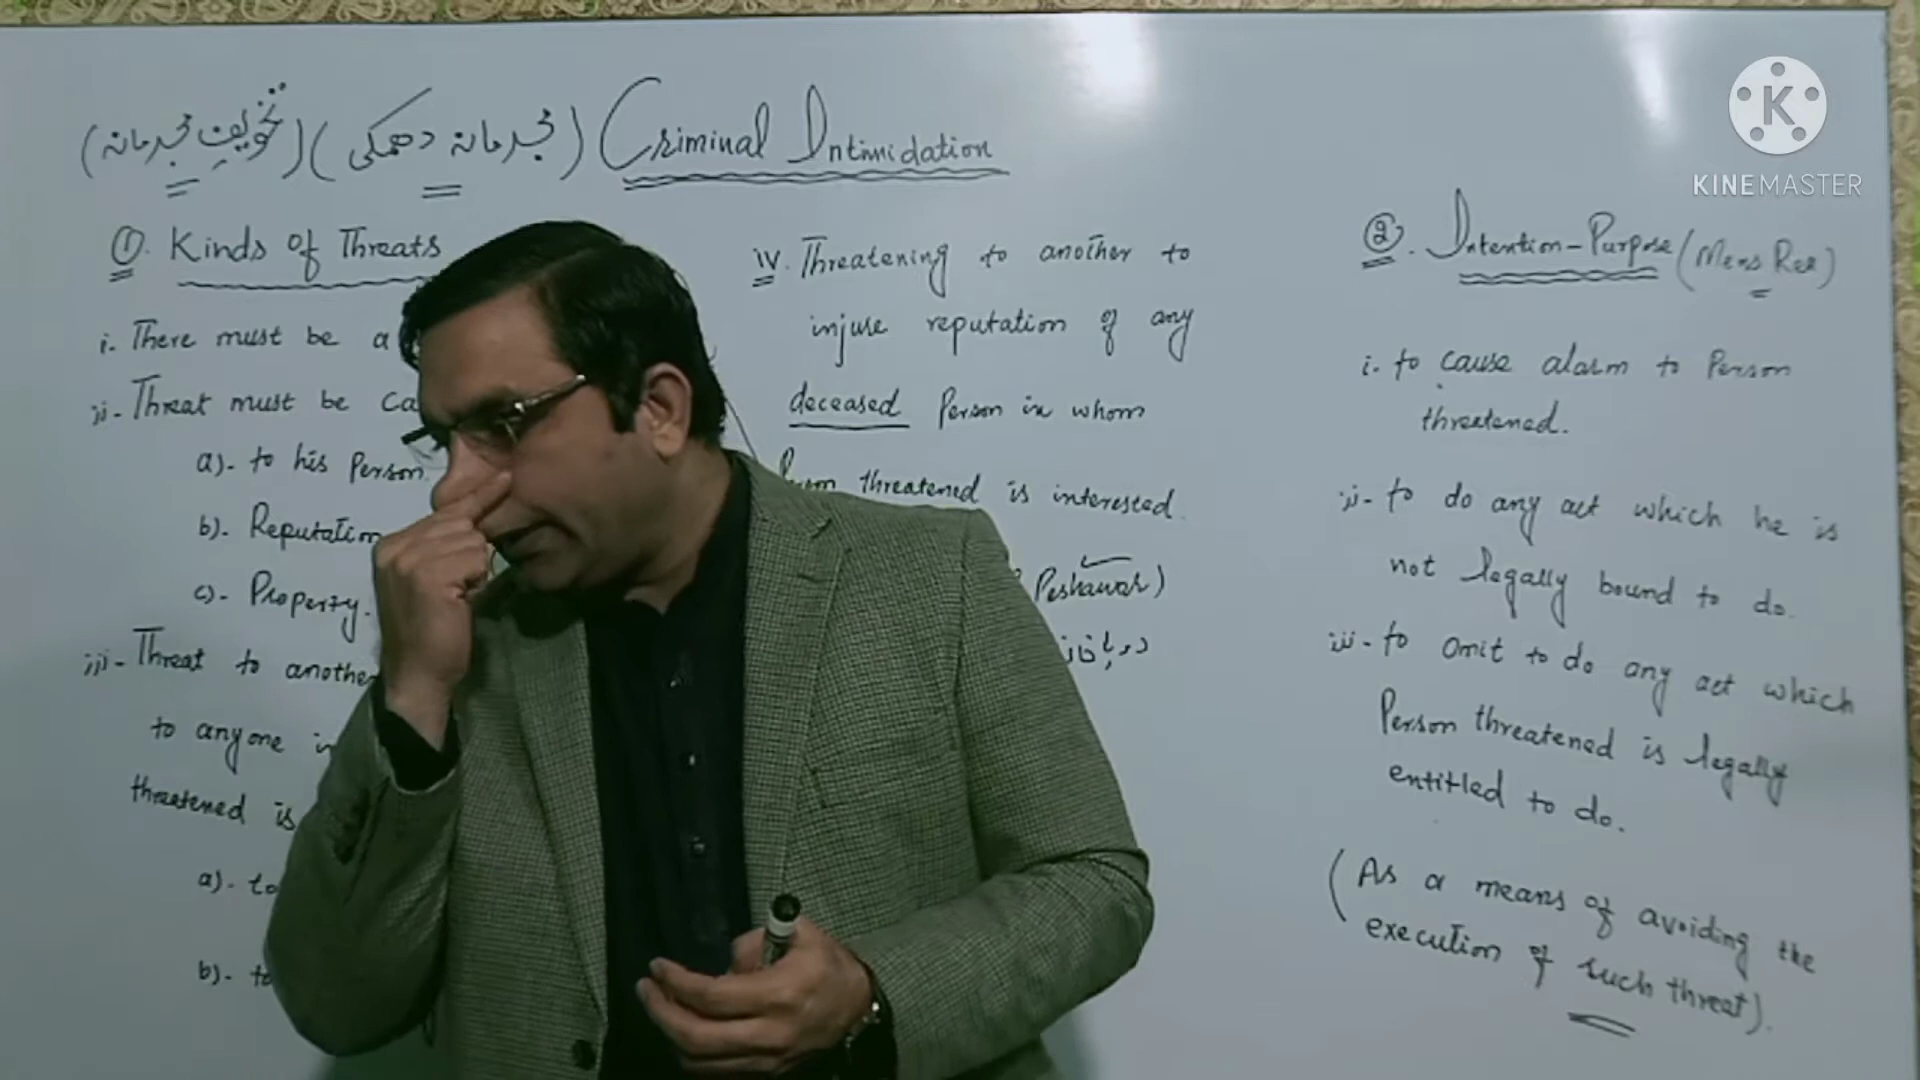 Criminal Intimidation (مجرمانہ دھمکی) (تخویفِ مجرمانہ)
①. Kinds of Threats
i. There must be a
ii- Threat must be
a)- to his Person.
b)- Reputation
c)- Property.
iii- Threat to another
to anyone in
threatened is
a)- to
b)- to
iv. Threatening to another to
injuse reputation of any
deceased Person in whom
threatened is interested.
Peshawar)
②. Intention-Purpose (Mens Rea)
i. to cause alarm to Person
threatened.
ii- to do any act which he is
not legally bound to do.
iii- to omit to do any act which
Person threatened is legally
entitled to do.
(As a means of avoiding the
execution of such threat).
K
KINEMASTER